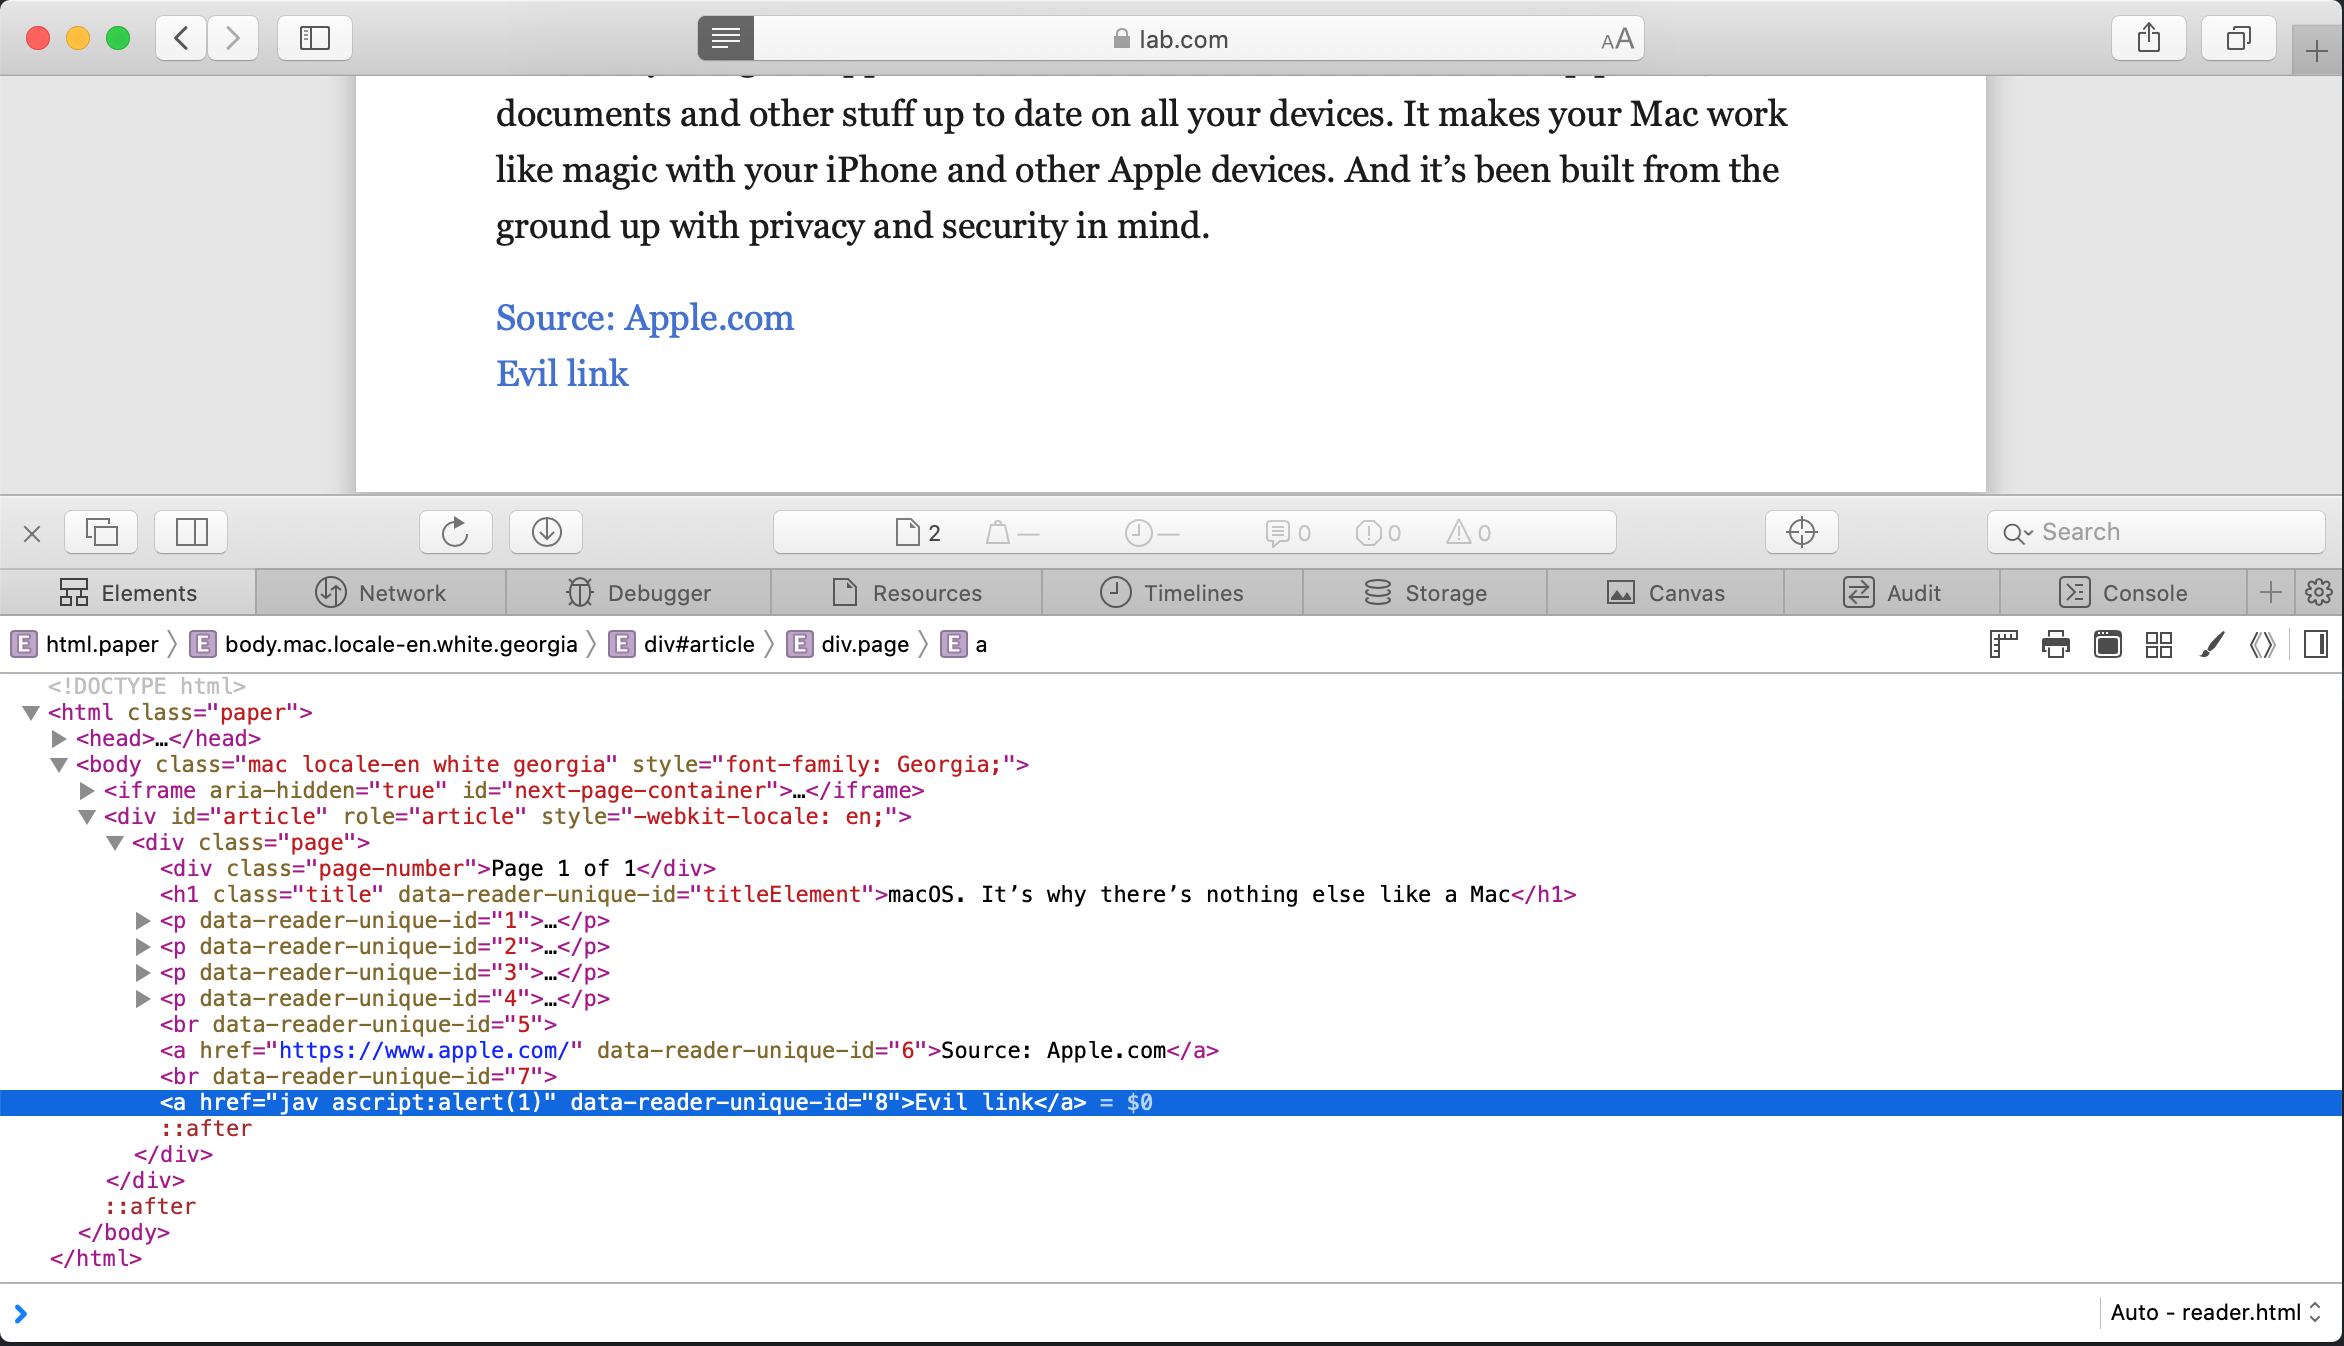 lab.com
AA
documents and other stuff up to date on all your devices. It makes your Mac work
like magic with your iPhone and other Apple devices. And it’s been built from the
ground up with privacy and security in mind.
Source: Apple.com
Evil link
2 — — 0 0 0
Search
Elements Network Debugger Resources Timelines Storage Canvas Audit Console
E html.paper E body.mac.locale-en.white.georgia E div#article E div.page E a
<!DOCTYPE html>
<html class="paper">
<head>…</head>
<body class="mac locale-en white georgia" style="font-family: Georgia;">
<iframe aria-hidden="true" id="next-page-container">…</iframe>
<div id="article" role="article" style="-webkit-locale: en;">
<div class="page">
<div class="page-number">Page 1 of 1</div>
<h1 class="title" data-reader-unique-id="titleElement">macOS. It’s why there’s nothing else like a Mac</h1>
<p data-reader-unique-id="1">…</p>
<p data-reader-unique-id="2">…</p>
<p data-reader-unique-id="3">…</p>
<p data-reader-unique-id="4">…</p>
<br data-reader-unique-id="5">
<a href="https://www.apple.com/" data-reader-unique-id="6">Source: Apple.com</a>
<br data-reader-unique-id="7">
<a href="jav ascript:alert(1)" data-reader-unique-id="8">Evil link</a> = $0
::after
</div>
</div>
::after
</body>
</html>
Auto - reader.html